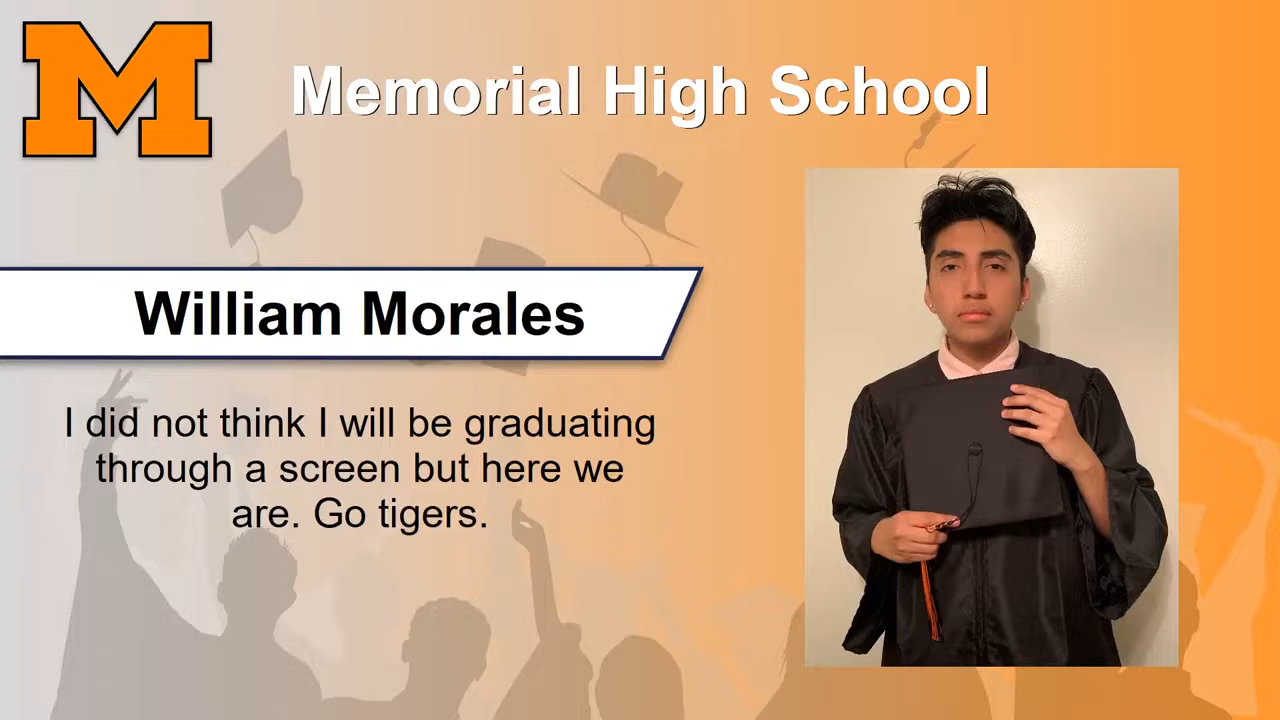 M
Memorial High School
William Morales
I did not think I will be graduating
through a screen but here we
are. Go tigers.